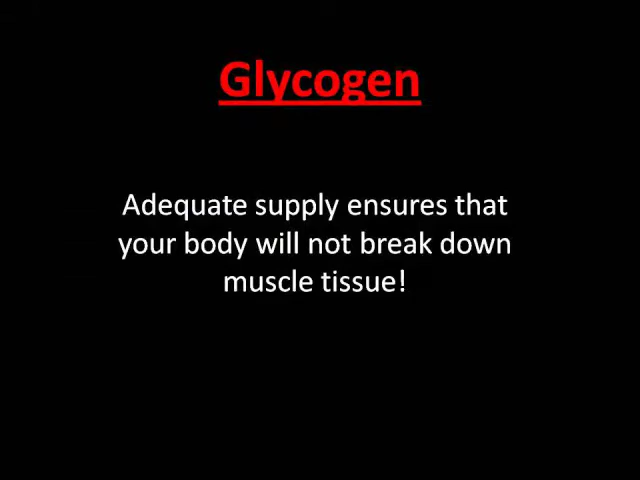 Glycogen
Adequate supply ensures that
your body will not break down
muscle tissue!